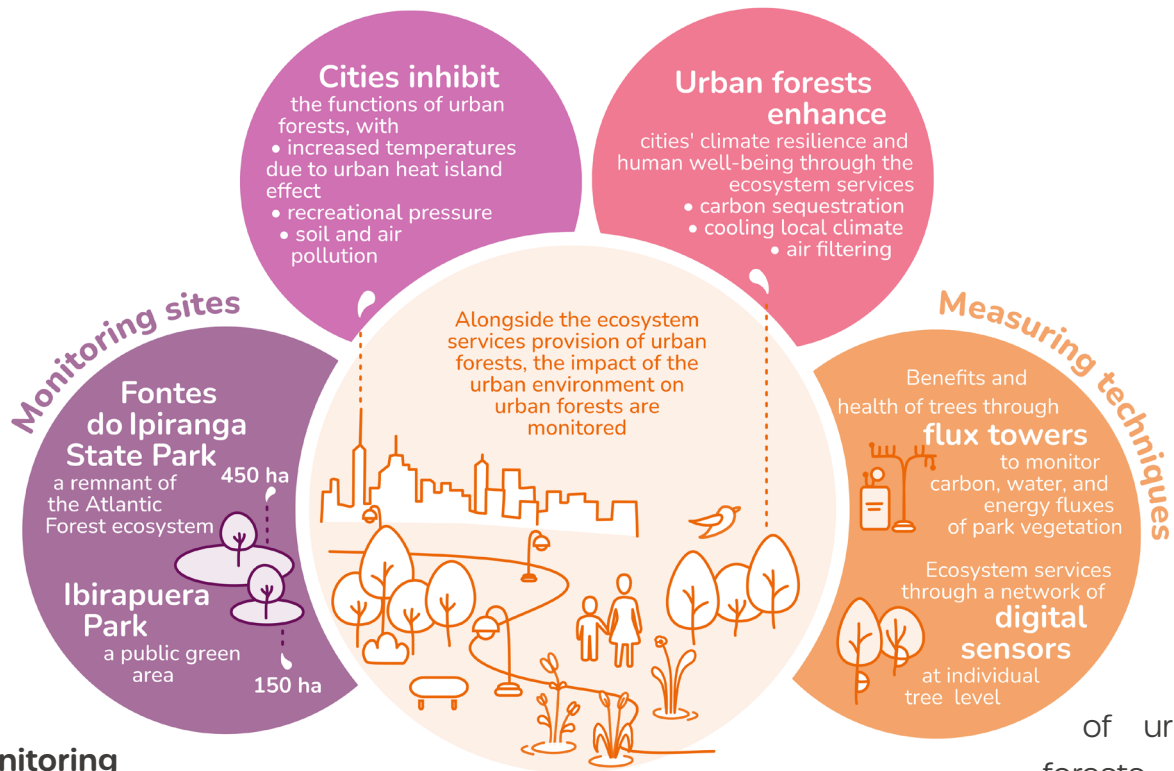 Cities inhibit
the functions of urban
forests, with
• increased temperatures
due to urban heat island
effect
• recreational pressure
• soil and air
pollution
Urban forests
enhance
cities' climate resilience and
human well-being through the
ecosystem services
• carbon sequestration
• cooling local climate
• air filtering
Monitoring sites
Fontes
do Ipiranga
State Park
450 ha
a remnant of
the Atlantic
Forest ecosystem
Ibirapuera
Park
a public green
area
150 ha
Alongside the ecosystem
services provision of urban
forests, the impact of the
urban environment on
urban forests are
monitored
Measuring techniques
Benefits and
health of trees through
flux towers
to monitor
carbon, water, and
energy fluxes
of park vegetation
Ecosystem services
through a network of
digital
sensors
at individual
tree level
of ur
nitoring